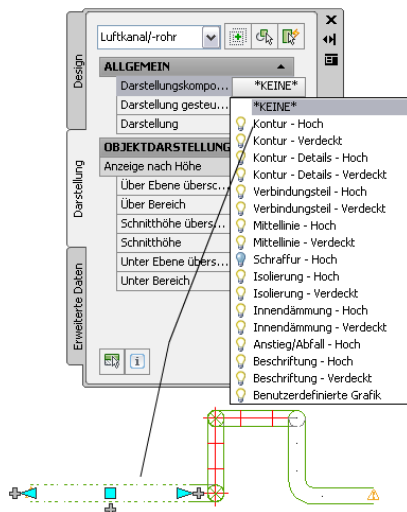 Luftkanal/-rohr
Design
Darstellung
Erweiterte Daten
ALLGEMEIN
Darstellungskompo... *KEINE*
Darstellung gesteu...
Darstellung
OBJEKTDARSTELLUNG
Anzeige nach Höhe
Über Ebene übersc...
Über Bereich
Schnitthöhe übers...
Schnitthöhe
Unter Ebene übers...
Unter Bereich
*KEINE*
Kontur - Hoch
Kontur - Verdeckt
Kontur - Details - Hoch
Kontur - Details - Verdeckt
Verbindungsteil - Hoch
Verbindungsteil - Verdeckt
Mittellinie - Hoch
Mittellinie - Verdeckt
Schraffur - Hoch
Isolierung - Hoch
Isolierung - Verdeckt
Innendämmung - Hoch
Innendämmung - Verdeckt
Anstieg/Abfall - Hoch
Beschriftung - Hoch
Beschriftung - Verdeckt
Benutzerdefinierte Grafik